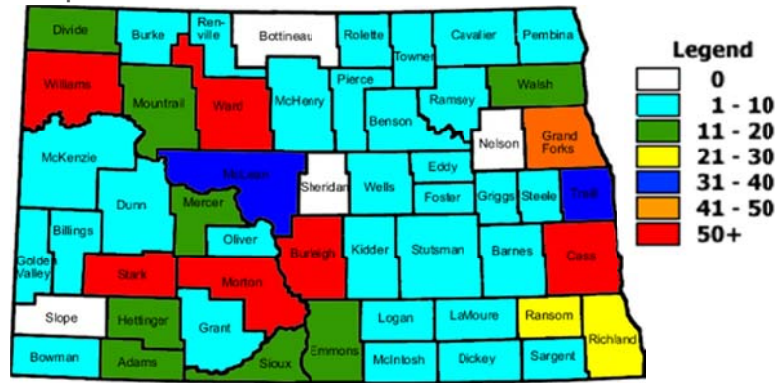 Divide
Burke
Ren-
ville
Bottineau
Rolette
Towner
Cavalier
Pembina
Williams
Mountrail
Ward
McHenry
Pierce
Benson
Ramsey
Walsh
Nelson
Grand
Forks
McKenzie
Dunn
McLean
Mercer
Oliver
Sheridan
Wells
Eddy
Foster
Griggs
Steele
Traill
Golden
Valley
Billings
Stark
Morton
Burleigh
Kidder
Stutsman
Barnes
Cass
Slope
Hettinger
Grant
Bowman
Adams
Sioux
Emmons
Logan
LaMoure
Ransom
Richland
McIntosh
Dickey
Sargent
Legend
0
1 - 10
11 - 20
21 - 30
31 - 40
41 - 50
50+